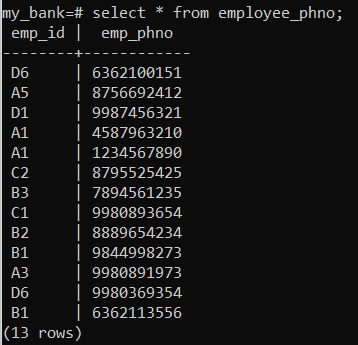 my_bank=# select * from employee_phno;
 emp_id |  emp_phno
--------+------------
 D6     | 6362100151
 A5     | 8756692412
 D1     | 9987456321
 A1     | 4587963210
 A1     | 1234567890
 C2     | 8795525425
 B3     | 7894561235
 C1     | 9980893654
 B2     | 8889654234
 B1     | 9844998273
 A3     | 9980891973
 D6     | 9980369354
 B1     | 6362113556
(13 rows)